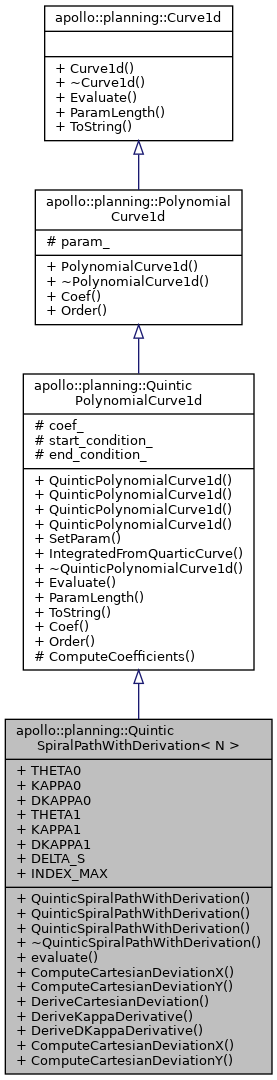 apollo::planning::Curve1d
+ Curve1d()
+ ~Curve1d()
+ Evaluate()
+ ParamLength()
+ ToString()
apollo::planning::Polynomial
Curve1d
# param_
+ PolynomialCurve1d()
+ ~PolynomialCurve1d()
+ Coef()
+ Order()
apollo::planning::Quintic
PolynomialCurve1d
# coef_
# start_condition_
# end_condition_
+ QuinticPolynomialCurve1d()
+ QuinticPolynomialCurve1d()
+ QuinticPolynomialCurve1d()
+ QuinticPolynomialCurve1d()
+ SetParam()
+ IntegratedFromQuarticCurve()
+ ~QuinticPolynomialCurve1d()
+ Evaluate()
+ ParamLength()
+ ToString()
+ Coef()
+ Order()
# ComputeCoefficients()
apollo::planning::Quintic
SpiralPathWithDerivation< N >
+ THETA0
+ KAPPA0
+ DKAPPA0
+ THETA1
+ KAPPA1
+ DKAPPA1
+ DELTA_S
+ INDEX_MAX
+ QuinticSpiralPathWithDerivation()
+ QuinticSpiralPathWithDerivation()
+ QuinticSpiralPathWithDerivation()
+ ~QuinticSpiralPathWithDerivation()
+ evaluate()
+ ComputeCartesianDeviationX()
+ ComputeCartesianDeviationY()
+ DeriveCartesianDeviation()
+ DeriveKappaDerivative()
+ DeriveDKappaDerivative()
+ ComputeCartesianDeviationX()
+ ComputeCartesianDeviationY()